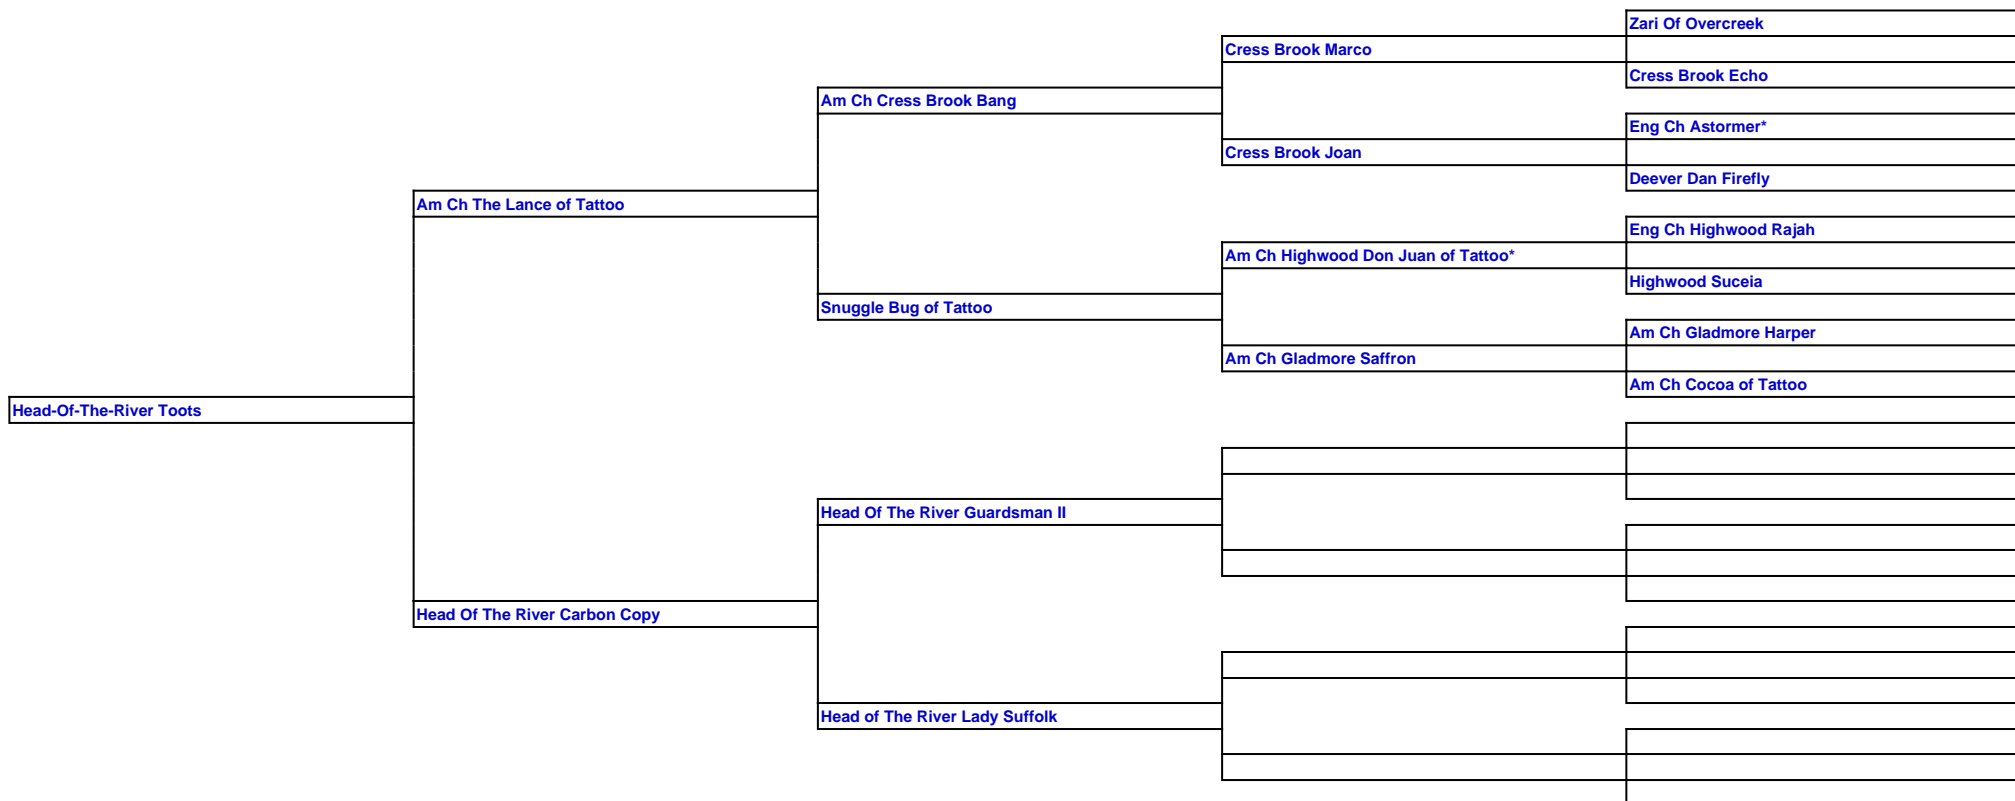 Zari Of Overcreek
Cress Brook Marco
Cress Brook Echo
Am Ch Cress Brook Bang
Eng Ch Astormer*
Cress Brook Joan
Deever Dan Firefly
Am Ch The Lance of Tattoo
Eng Ch Highwood Rajah
Am Ch Highwood Don Juan of Tattoo*
Highwood Suceia
Snuggle Bug of Tattoo
Am Ch Gladmore Harper
Am Ch Gladmore Saffron
Am Ch Cocoa of Tattoo
Head-Of-The-River Toots
Head Of The River Guardsman II
Head Of The River Carbon Copy
Head of The River Lady Suffolk